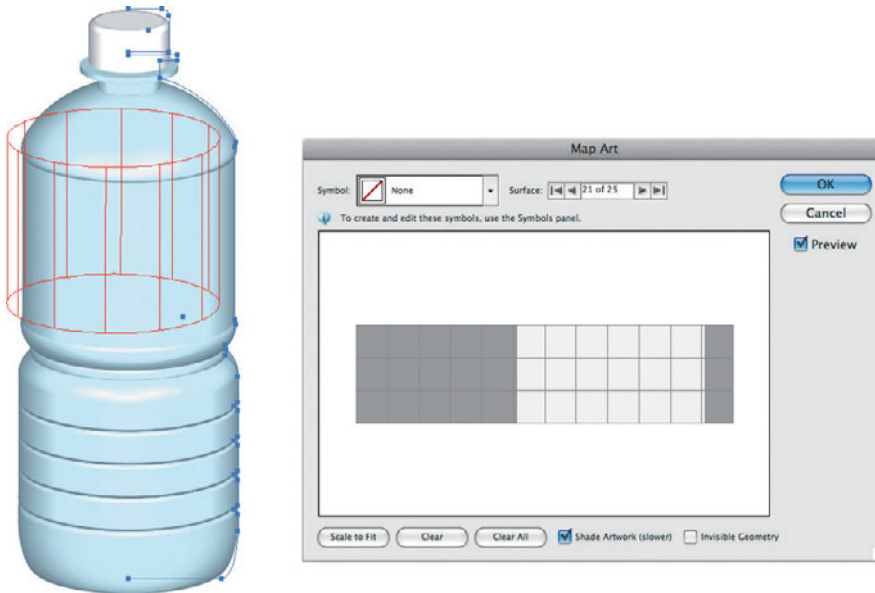 Map Art
Symbol: None Surface: 21 of 25
To create and edit these symbols, use the Symbols panel.
OK
Cancel
Preview
Scale to Fit Clear Clear All Shade Artwork (slower) Invisible Geometry